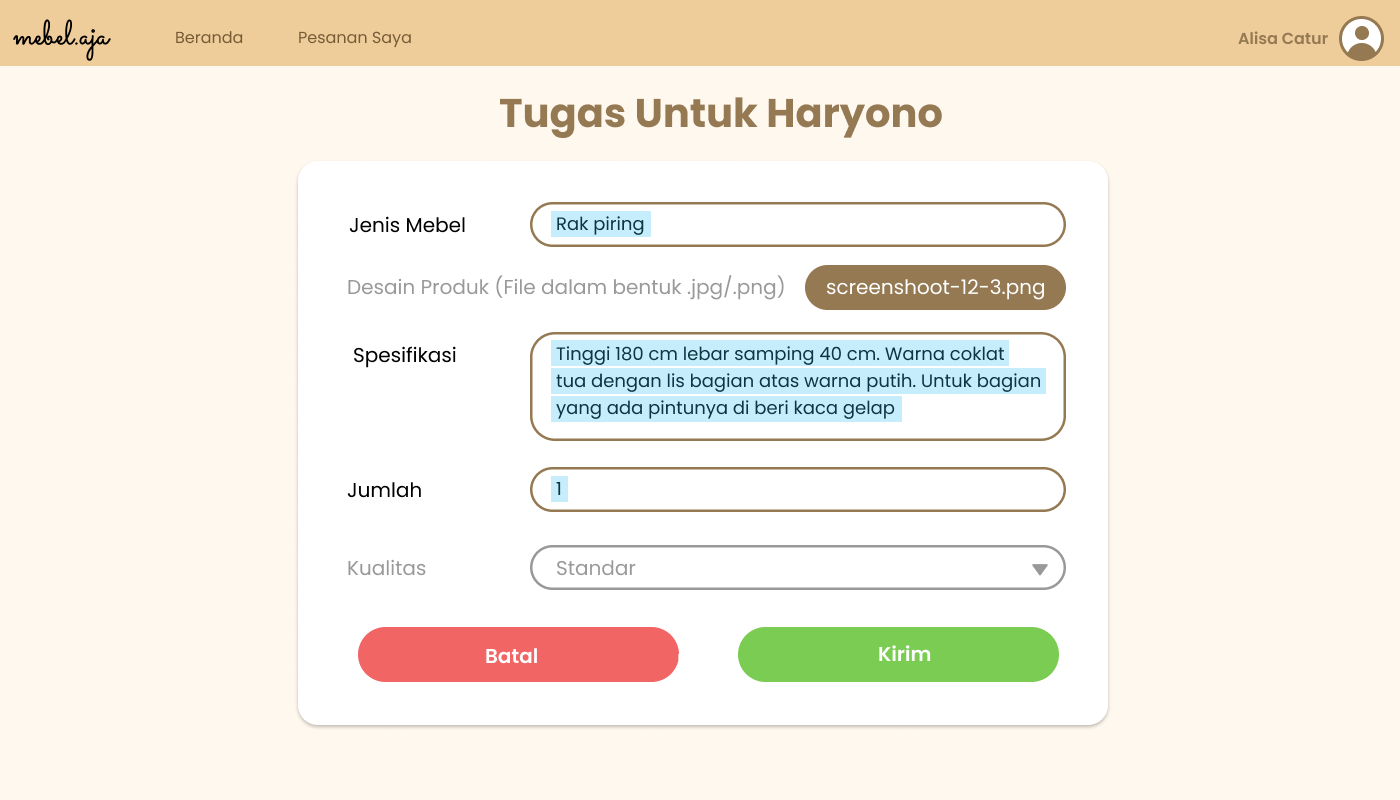 mebel.aja
Beranda
Pesanan Saya
Alisa Catur
Tugas Untuk Haryono
Jenis Mebel
Rak piring
Desain Produk (File dalam bentuk .jpg/.png)
screenshoot-12-3.png
Spesifikasi
Tinggi 180 cm lebar samping 40 cm. Warna coklat
tua dengan lis bagian atas warna putih. Untuk bagian
yang ada pintunya di beri kaca gelap
Jumlah
1
Kualitas
Standar
Batal
Kirim